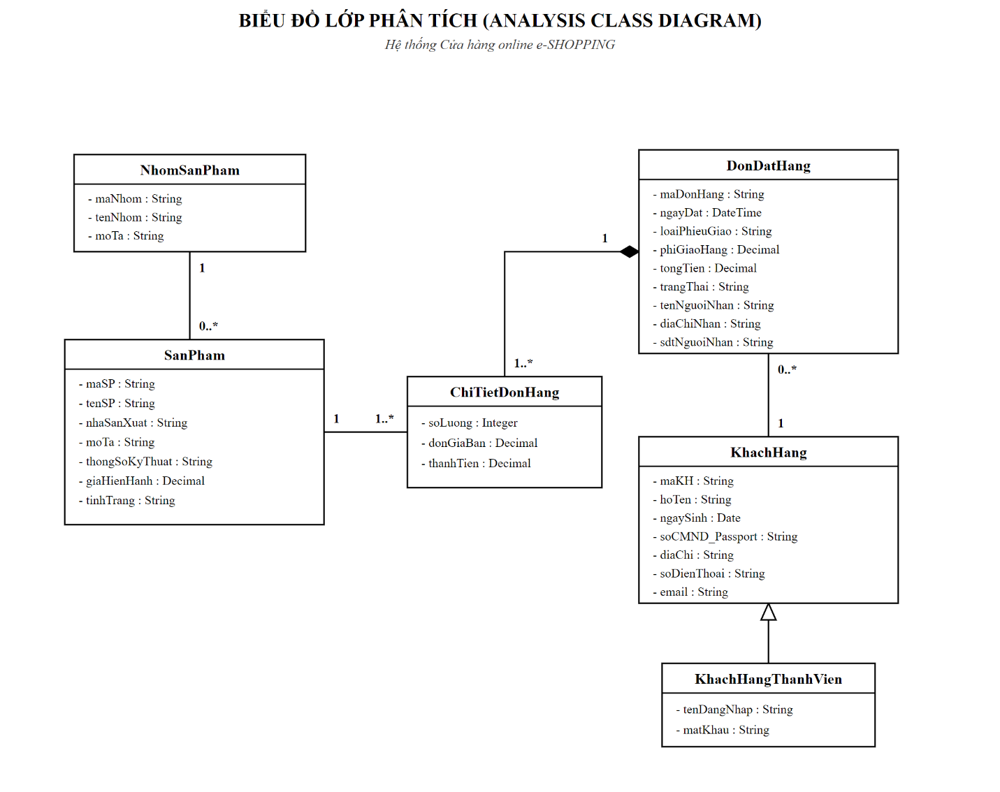 BIỂU ĐỒ LỚP PHÂN TÍCH (ANALYSIS CLASS DIAGRAM)
Hệ thống Cửa hàng online e-SHOPPING
NhomSanPham
- maNhom : String
- tenNhom : String
- moTa : String
1
0..*
SanPham
- maSP : String
- tenSP : String
- nhaSanXuat : String
- moTa : String
- thongSoKyThuat : String
- giaHienHanh : Decimal
- tinhTrang : String
1
1..*
ChiTietDonHang
- soLuong : Integer
- donGiaBan : Decimal
- thanhTien : Decimal
1..*
1
DonDatHang
- maDonHang : String
- ngayDat : DateTime
- loaiPhieuGiao : String
- phiGiaoHang : Decimal
- tongTien : Decimal
- trangThai : String
- tenNguoiNhan : String
- diaChiNhan : String
- sdtNguoiNhan : String
0..*
1
KhachHang
- maKH : String
- hoTen : String
- ngaySinh : Date
- soCMND_Passport : String
- diaChi : String
- soDienThoai : String
- email : String
KhachHangThanhVien
- tenDangNhap : String
- matKhau : String